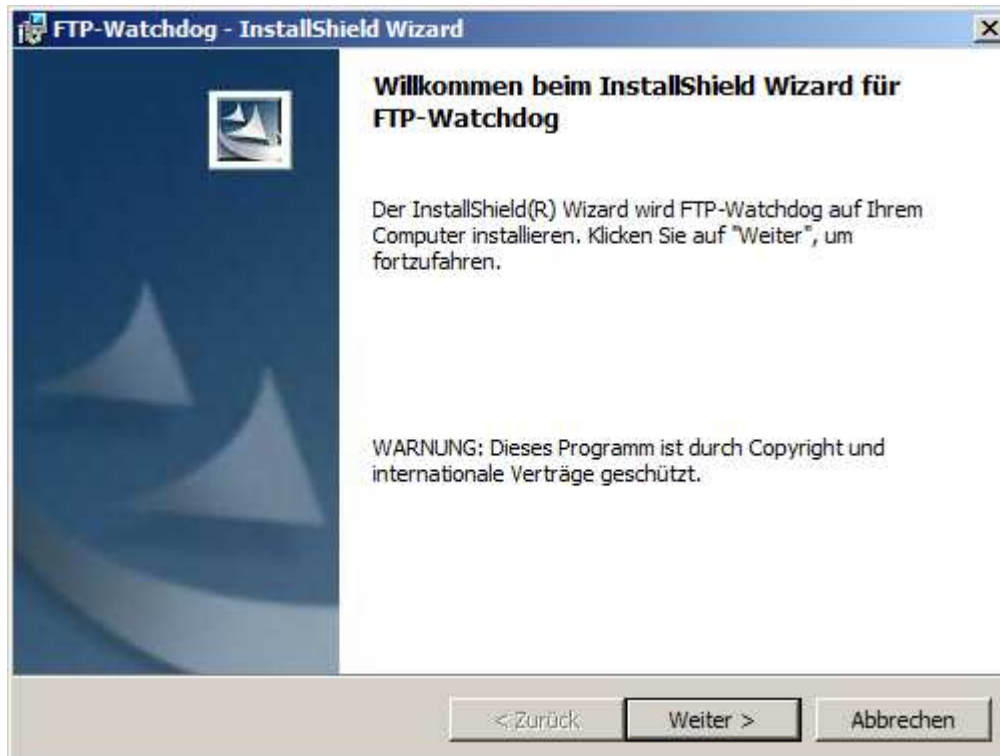 FTP-Watchdog - InstallShield Wizard
Willkommen beim InstallShield Wizard für
FTP-Watchdog
Der InstallShield(R) Wizard wird FTP-Watchdog auf Ihrem
Computer installieren. Klicken Sie auf "Weiter", um
fortzufahren.
WARNUNG: Dieses Programm ist durch Copyright und
internationale Verträge geschützt.
< Zurück Weiter > Abbrechen